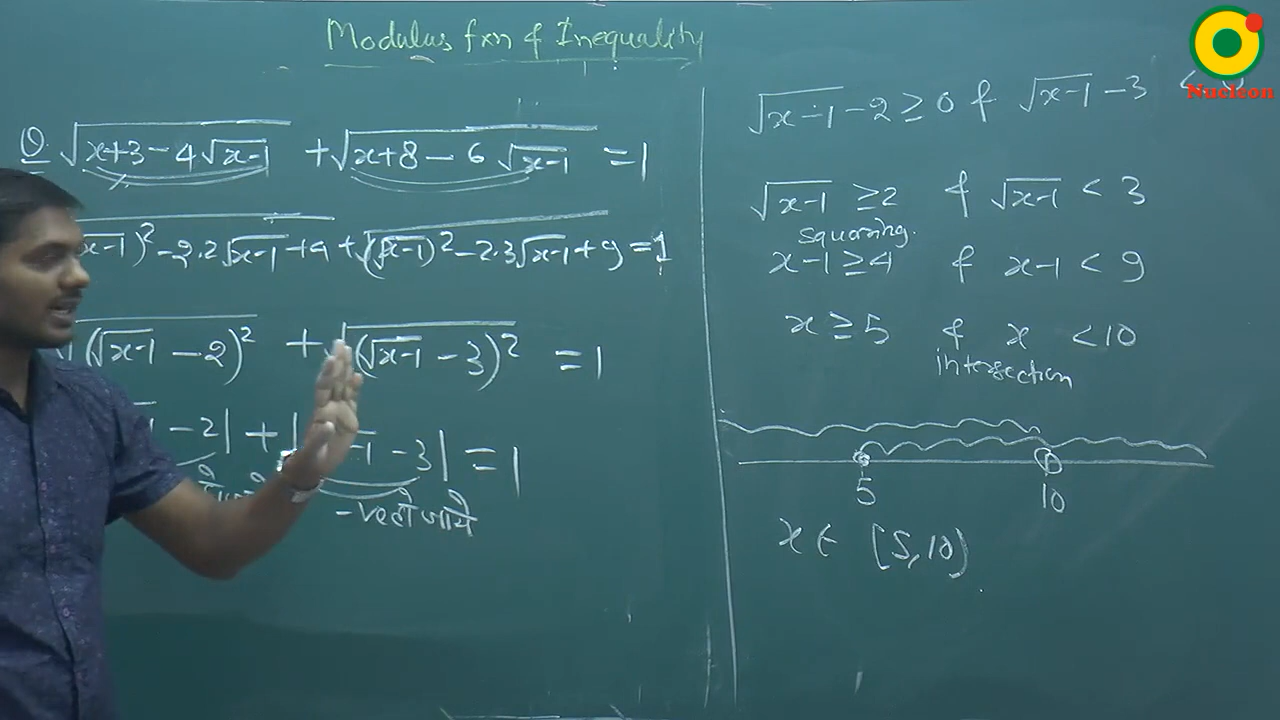 Modulus fxn & Inequality
Q. √(x+3-4√(x-1)) + √(x+8-6√(x-1)) = 1
x-1)²-2·2√(x-1)+4 + √((√(x-1))²-2·3√(x-1)+9 = 1
√((√(x-1) - 2)²) + √((√(x-1) - 3)²) = 1
- 2| + | -1 - 3| = 1
-ve हो जाये
√(x-1) - 2 ≥ 0 & √(x-1) - 3 < 0
√(x-1) ≥ 2 & √(x-1) < 3
squaring.
x-1 ≥ 4 & x-1 < 9
x ≥ 5 & x < 10
intersection
5 10
x ∈ [5,10)
Nucleon